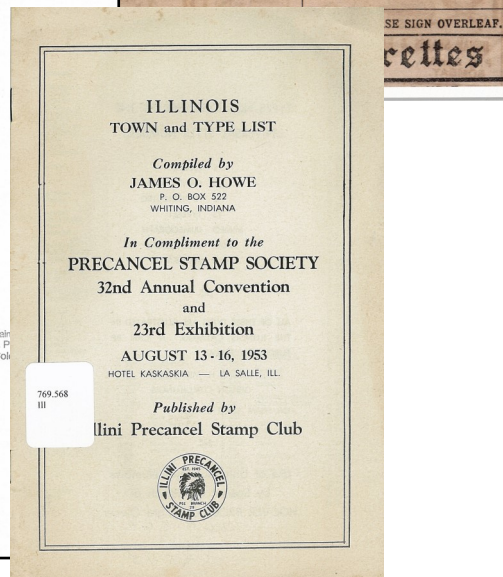 SE SIGN OVERLEAF.
rettes
ILLINOIS
TOWN and TYPE LIST
Compiled by
JAMES O. HOWE
P. O. BOX 522
WHITING, INDIANA
In Compliment to the
PRECANCEL STAMP SOCIETY
32nd Annual Convention
and
23rd Exhibition
AUGUST 13 - 16, 1953
HOTEL KASKASKIA — LA SALLE, ILL.
769.568
Ill
Published by
llini Precancel Stamp Club
ILLINI PRECANCEL
STAMP CLUB